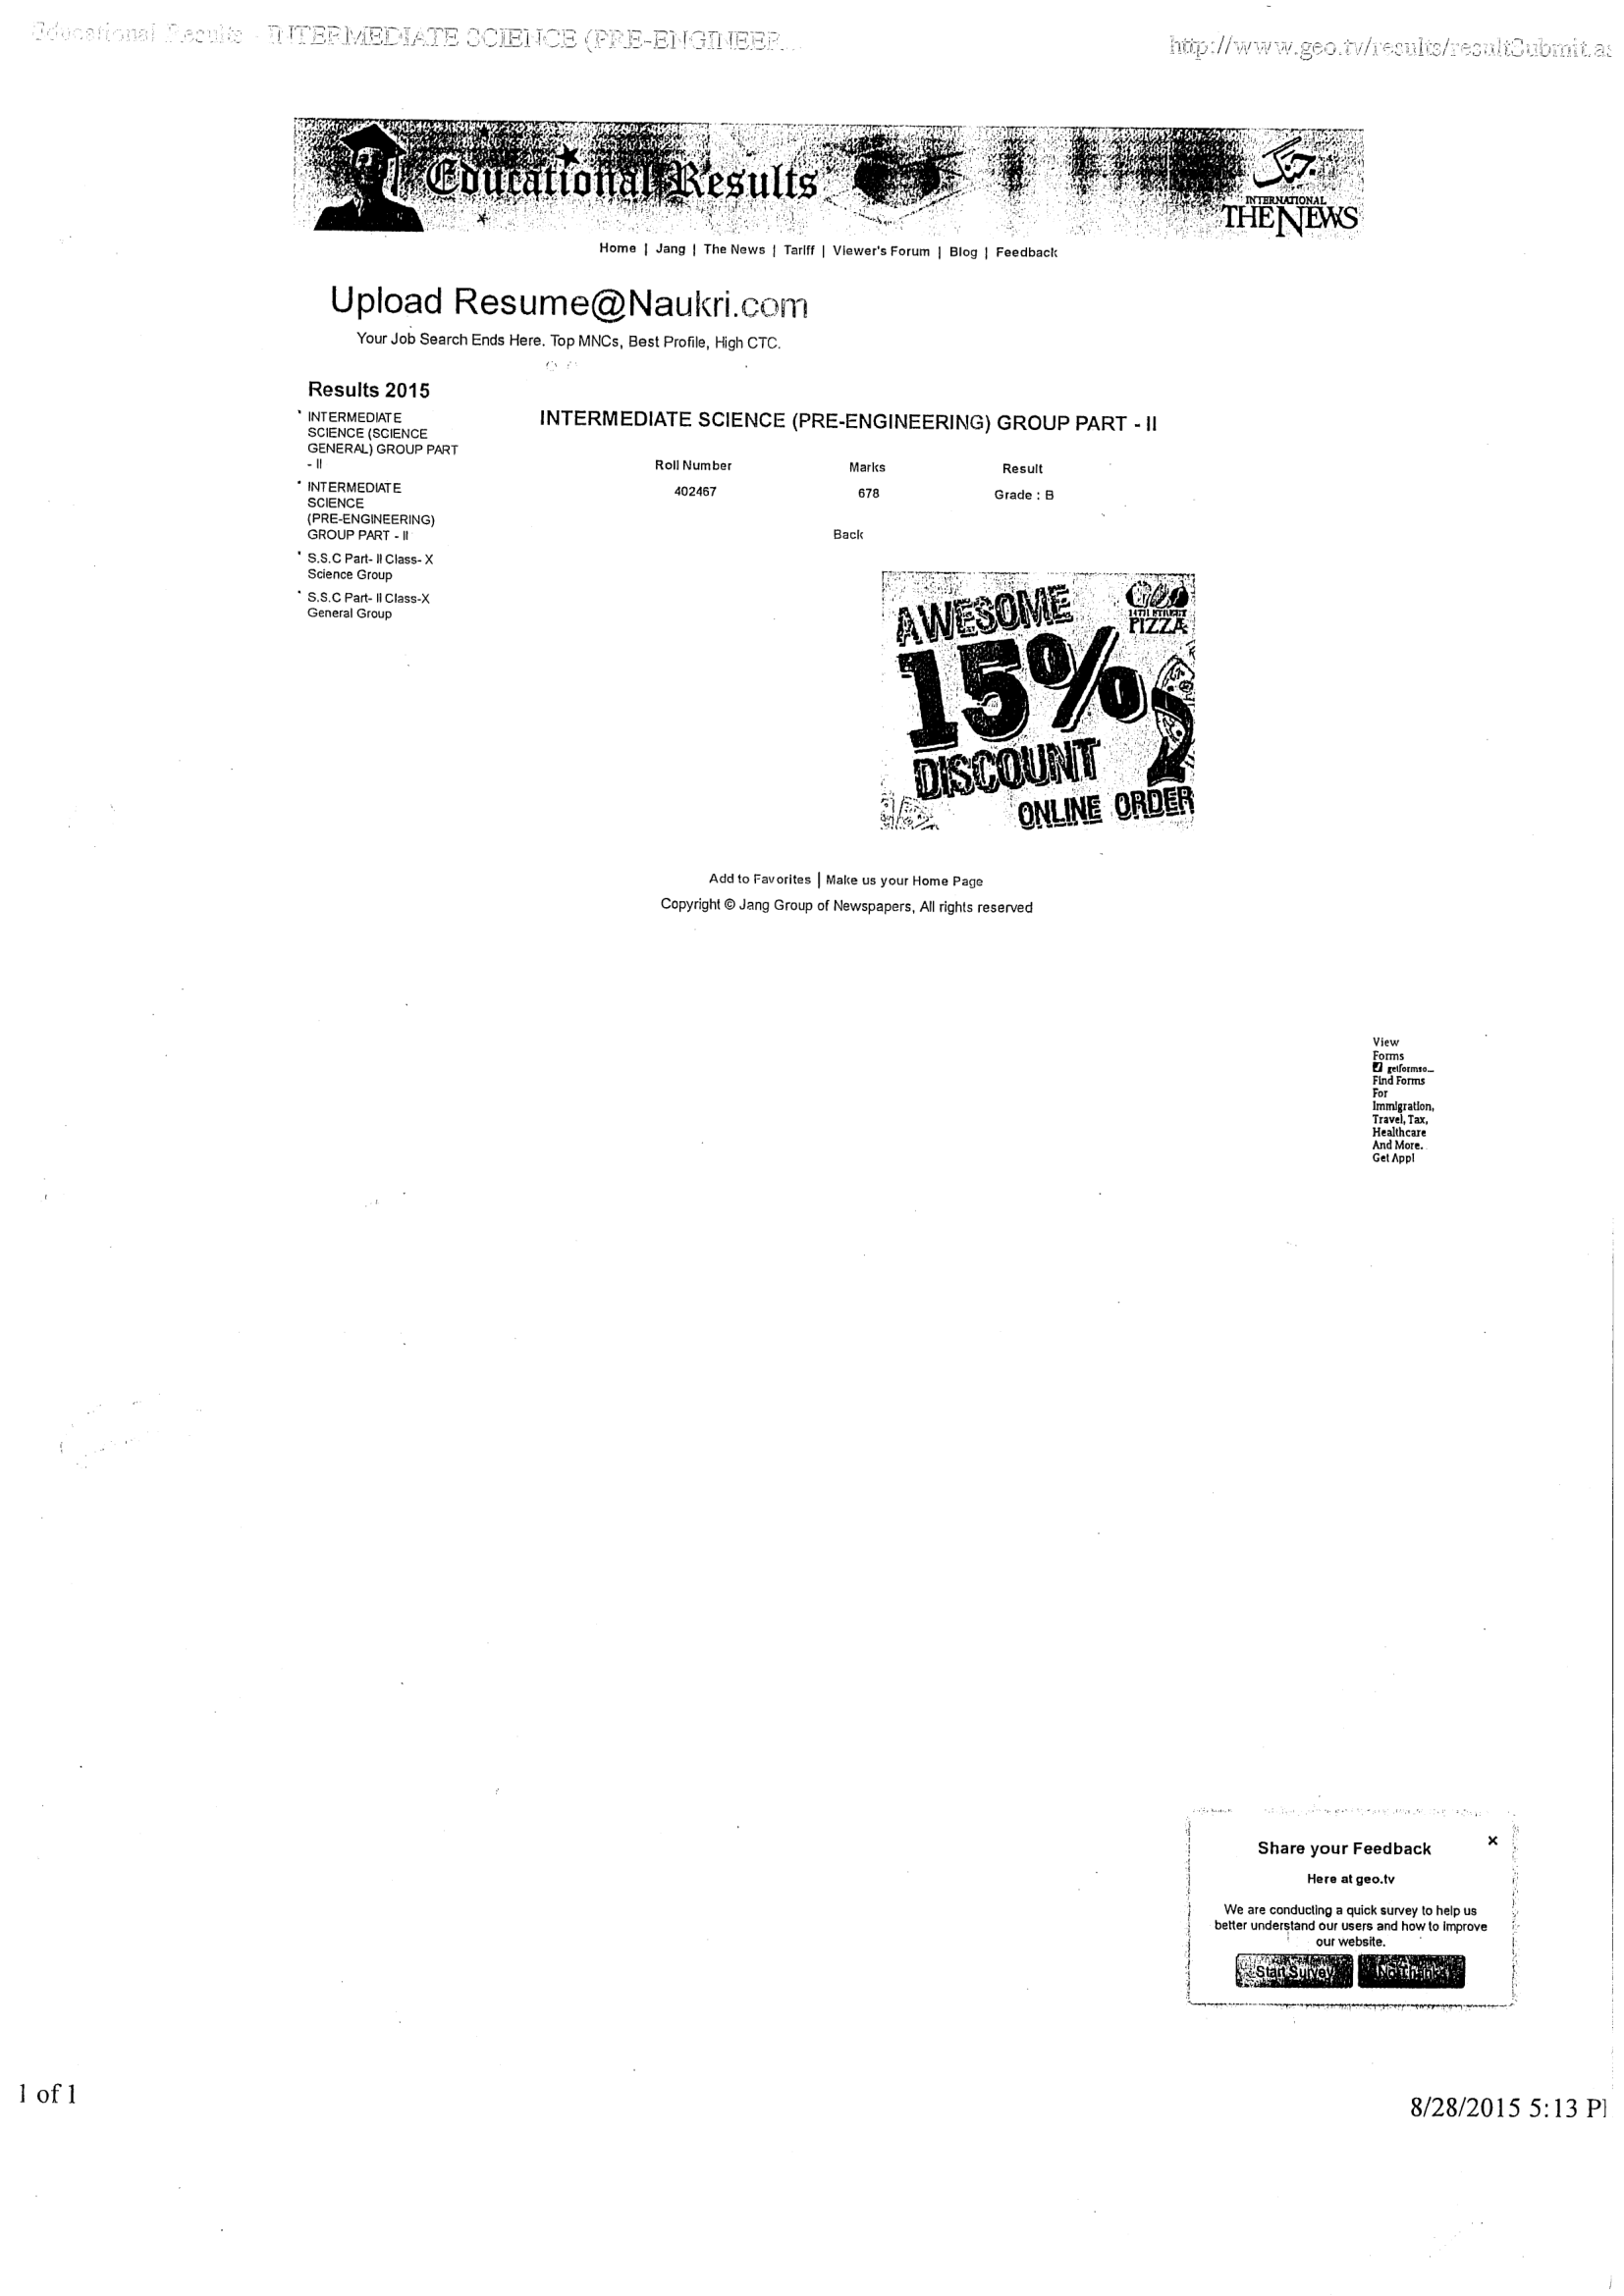 Educational Results - INTERMEDIATE SCIENCE (PRE-ENGINEER...
http://www.geo.tv/results/resultSubmit.as
Educational Results
جنگ
INTERNATIONAL
THE NEWS
Home | Jang | The News | Tariff | Viewer's Forum | Blog | Feedback
Upload Resume@Naukri.com
Your Job Search Ends Here. Top MNCs, Best Profile, High CTC.
Results 2015
INTERMEDIATE
SCIENCE (SCIENCE
GENERAL) GROUP PART
- II
INTERMEDIATE
SCIENCE
(PRE-ENGINEERING)
GROUP PART - II
S.S.C Part- II Class- X
Science Group
S.S.C Part- II Class-X
General Group
INTERMEDIATE SCIENCE (PRE-ENGINEERING) GROUP PART - II
Roll Number Marks Result
402467 678 Grade : B
Back
AWESOME
14TH STREET
PIZZA
15%
DISCOUNT
ONLINE ORDER
Add to Favorites | Make us your Home Page
Copyright © Jang Group of Newspapers, All rights reserved
View
Forms
getformso...
Find Forms
For
Immigration,
Travel, Tax,
Healthcare
And More.
Get Appl
Share your Feedback ×
Here at geo.tv
We are conducting a quick survey to help us
better understand our users and how to improve
our website.
Start Survey No Thanks
1 of 1
8/28/2015 5:13 P